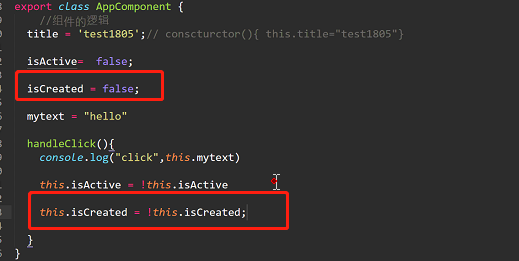 export class AppComponent {
//组件的逻辑
title = 'test1805';// conscturctor(){ this.title="test1805"}
isActive=  false;
isCreated = false;
mytext = "hello"
handleClick(){
console.log("click",this.mytext)
this.isActive = !this.isActive
this.isCreated = !this.isCreated;
}
}